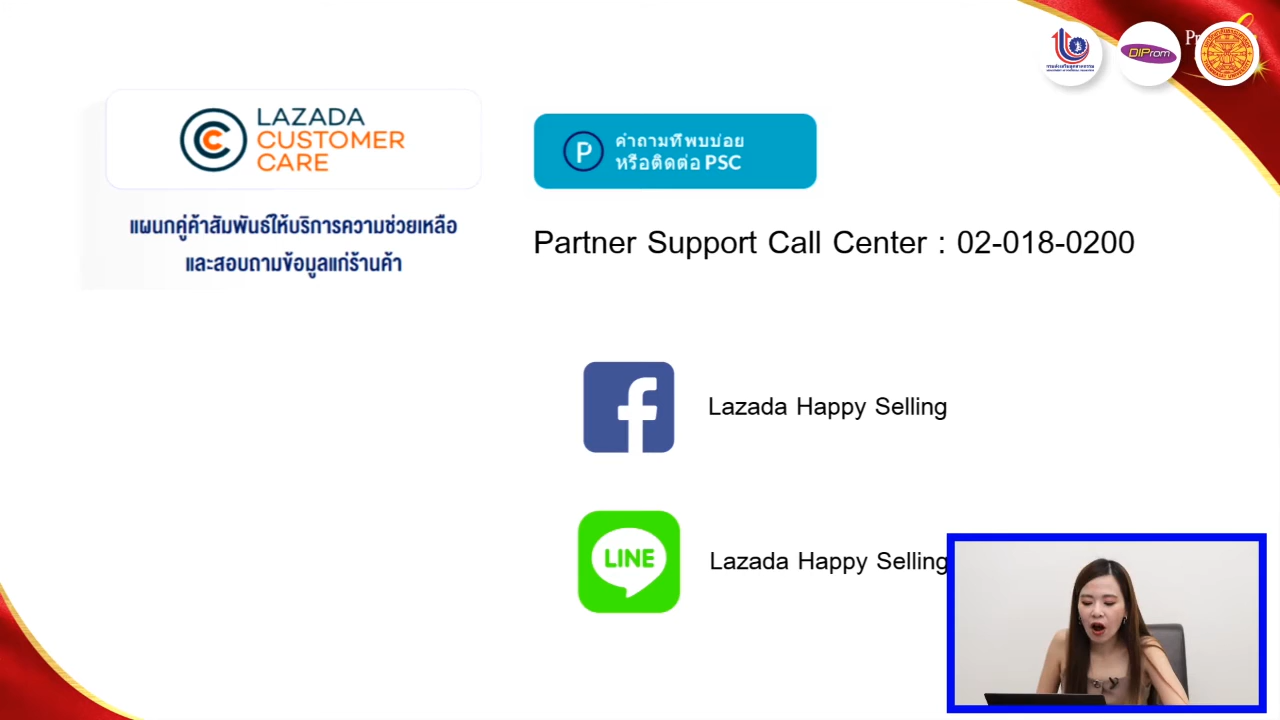 LAZADA
CUSTOMER
CARE
แผนกคู่ค้าสัมพันธ์ให้บริการความช่วยเหลือ
และสอบถามข้อมูลแก่ร้านค้า
P
คำถามที่พบบ่อย
หรือติดต่อ PSC
Partner Support Call Center : 02-018-0200
f
Lazada Happy Selling
LINE
Lazada Happy Selling
DIProm